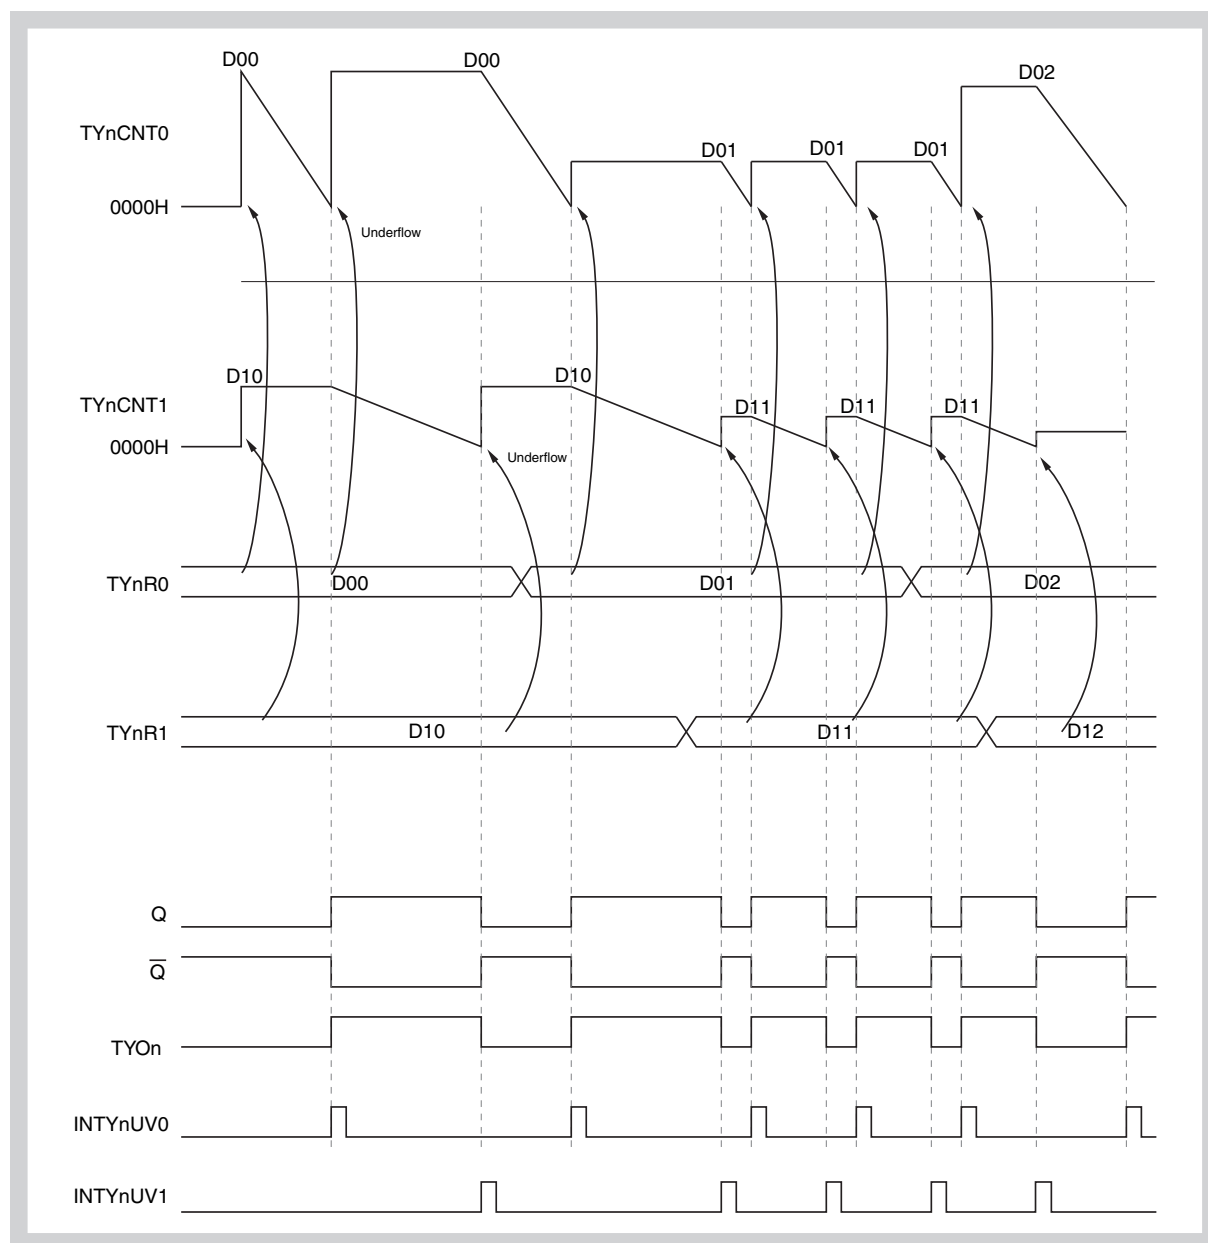 D00 D00 D02
TYnCNT0 D01 D01 D01
0000H
Underflow
D10 D10
TYnCNT1 D11 D11 D11
0000H
Underflow
TYnR0 D00 D01 D02
TYnR1 D10 D11 D12
Q
Q̅
TYOn
INTYnUV0
INTYnUV1